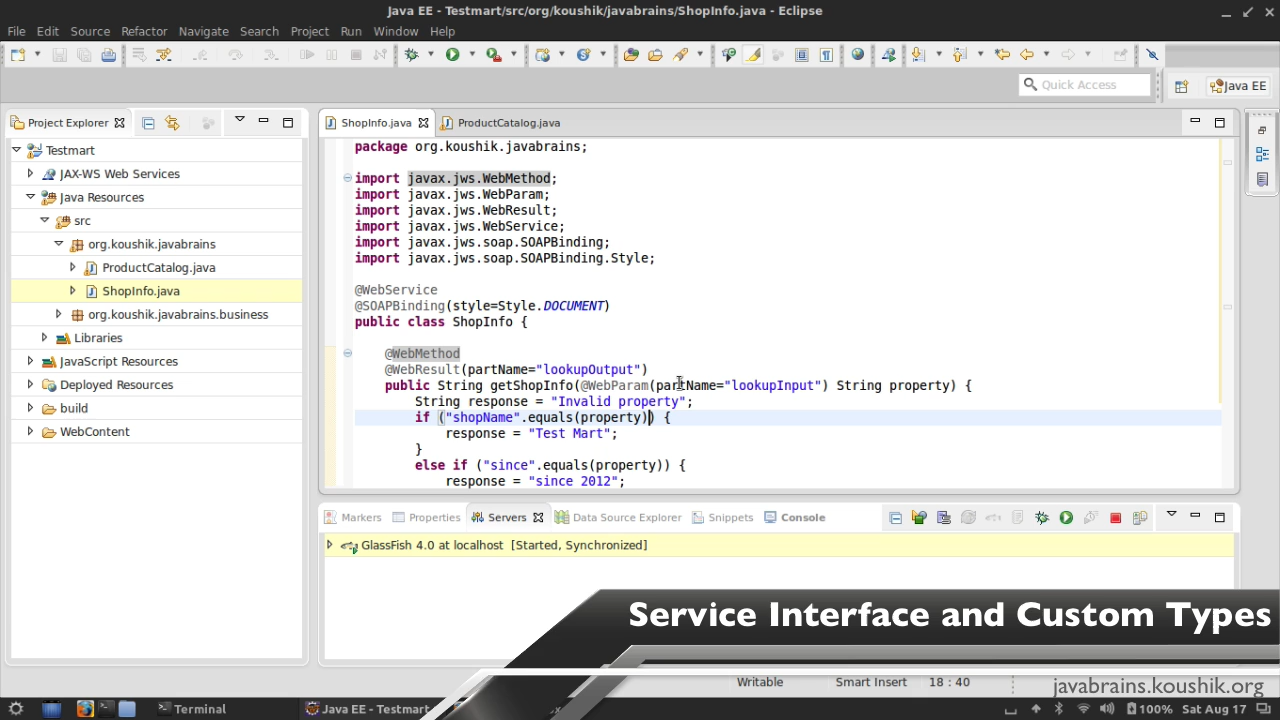 Java EE - Testmart/src/org/koushik/javabrains/ShopInfo.java - Eclipse
File Edit Source Refactor Navigate Search Project Run Window Help
Quick Access
Java EE
Project Explorer
ShopInfo.java
ProductCatalog.java
Testmart
JAX-WS Web Services
Java Resources
src
org.koushik.javabrains
ProductCatalog.java
ShopInfo.java
org.koushik.javabrains.business
Libraries
JavaScript Resources
Deployed Resources
build
WebContent
package org.koushik.javabrains;
import javax.jws.WebMethod;
import javax.jws.WebParam;
import javax.jws.WebResult;
import javax.jws.WebService;
import javax.jws.soap.SOAPBinding;
import javax.jws.soap.SOAPBinding.Style;
@WebService
@SOAPBinding(style=Style.DOCUMENT)
public class ShopInfo {
@WebMethod
@WebResult(partName="lookupOutput")
public String getShopInfo(@WebParam(partName="lookupInput") String property) {
String response = "Invalid property";
if ("shopName".equals(property)) {
response = "Test Mart";
}
else if ("since".equals(property)) {
response = "since 2012";
Markers Properties Servers Data Source Explorer Snippets Console
GlassFish 4.0 at localhost [Started, Synchronized]
Service Interface and Custom Types
Writable Smart Insert 18 : 40
javabrains.koushik.org
Terminal
Java EE - Testmart
100% Sat Aug 17